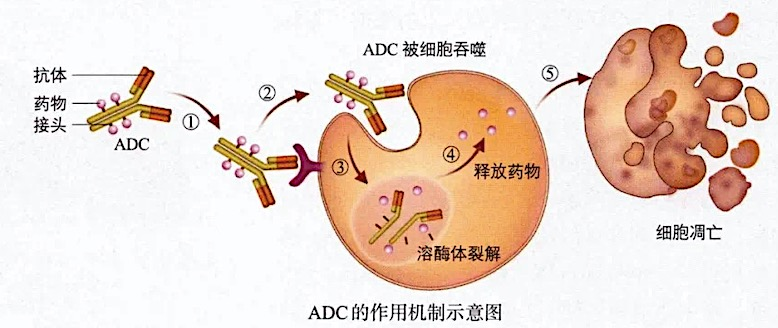 ADC 被细胞吞噬
抗体
药物
接头
ADC
①
②
③
④
⑤
释放药物
溶酶体裂解
细胞凋亡
ADC的作用机制示意图